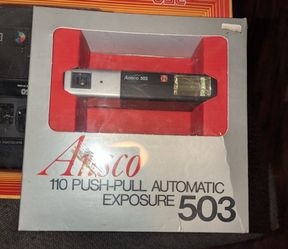 Ansco 503
Ansco
110 PUSH-PULL AUTOMATIC
EXPOSURE 503